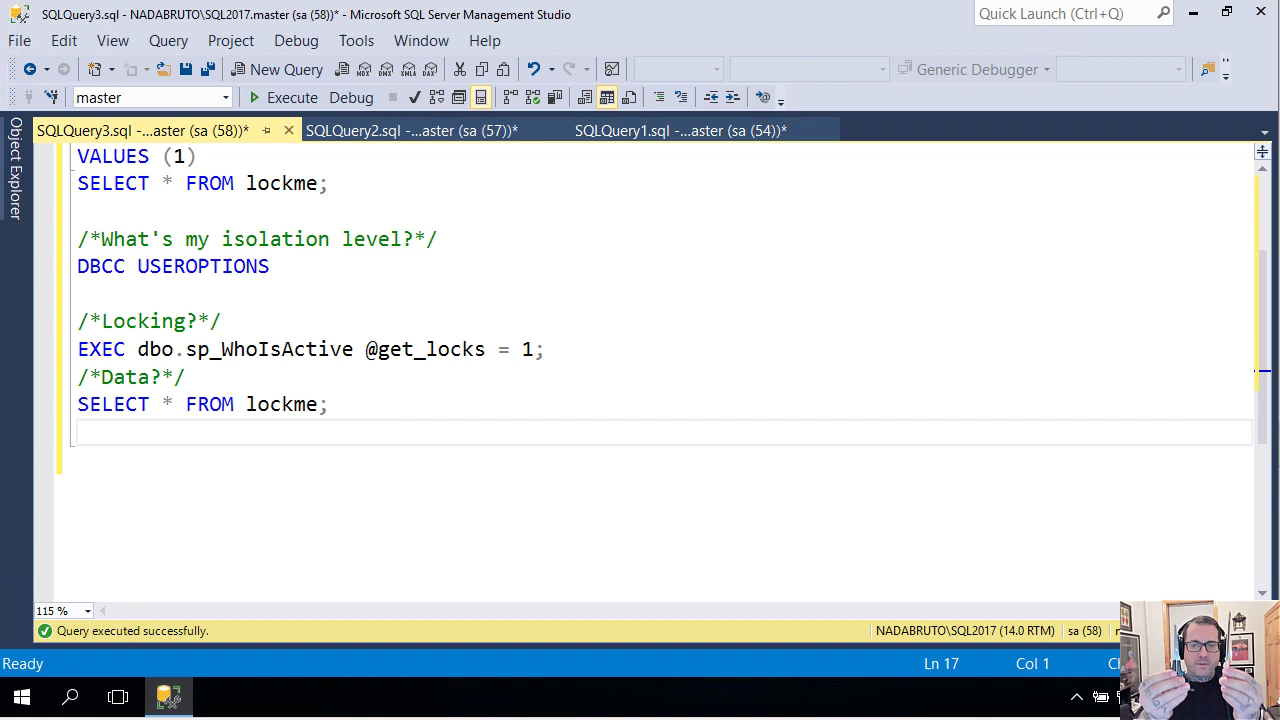 SQLQuery3.sql - NADABRUTO\SQL2017.master (sa (58))* - Microsoft SQL Server Management Studio
Quick Launch (Ctrl+Q)
File Edit View Query Project Debug Tools Window Help
New Query MDX DMX XMLA DAX Generic Debugger
master Execute Debug
SQLQuery3.sql -...aster (sa (58))* SQLQuery2.sql -...aster (sa (57))* SQLQuery1.sql -...aster (sa (54))*
Object Explorer
VALUES (1)
SELECT * FROM lockme;
/*What's my isolation level?*/
DBCC USEROPTIONS
/*Locking?*/
EXEC dbo.sp_WhoIsActive @get_locks = 1;
/*Data?*/
SELECT * FROM lockme;
115 %
Query executed successfully. NADABRUTO\SQL2017 (14.0 RTM) sa (58)
Ready Ln 17 Col 1